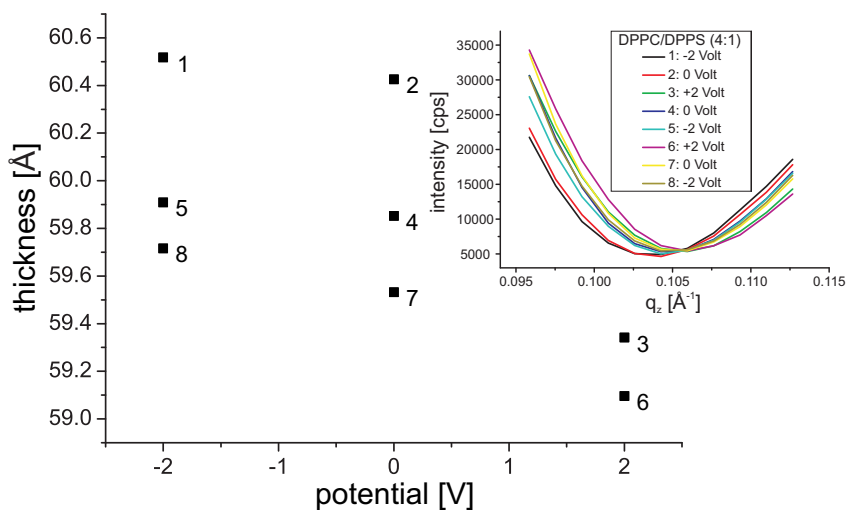 60.6
60.4
60.2
60.0
59.8
59.6
59.4
59.2
59.0
thickness [Å]
-2
-1
0
1
2
potential [V]
1
2
5
4
8
7
3
6
35000
30000
25000
20000
15000
10000
5000
intensity [cps]
DPPC/DPPS (4:1)
1: -2 Volt
2: 0 Volt
3: +2 Volt
4: 0 Volt
5: -2 Volt
6: +2 Volt
7: 0 Volt
8: -2 Volt
0.095
0.100
0.105
0.110
0.115
q_z [Å⁻¹]